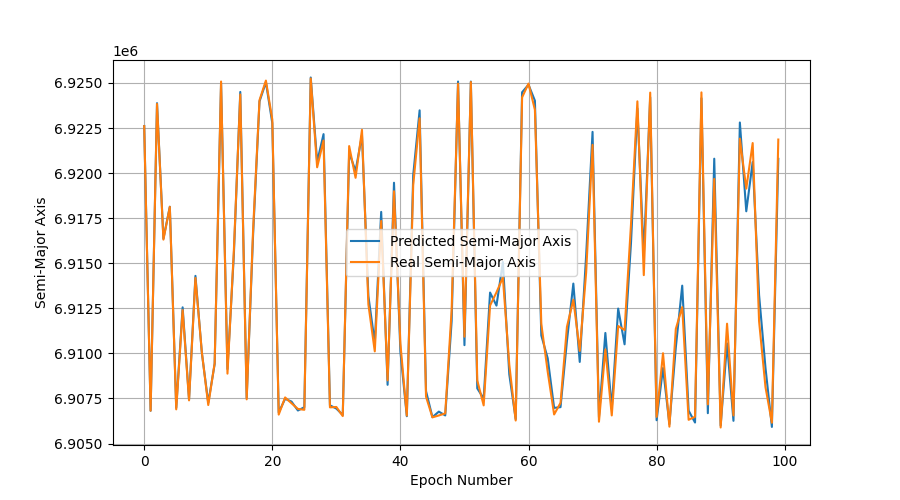 1e6
6.9250
6.9225
6.9200
6.9175
6.9150
6.9125
6.9100
6.9075
6.9050
Semi-Major Axis
Predicted Semi-Major Axis
Real Semi-Major Axis
0 20 40 60 80 100
Epoch Number